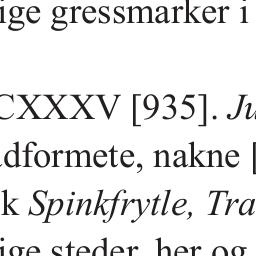 ige gressmarker i
CXXXV [935]. Ju
dformete, nakne [
k Spinkfrytle, Tra
ige steder, her og